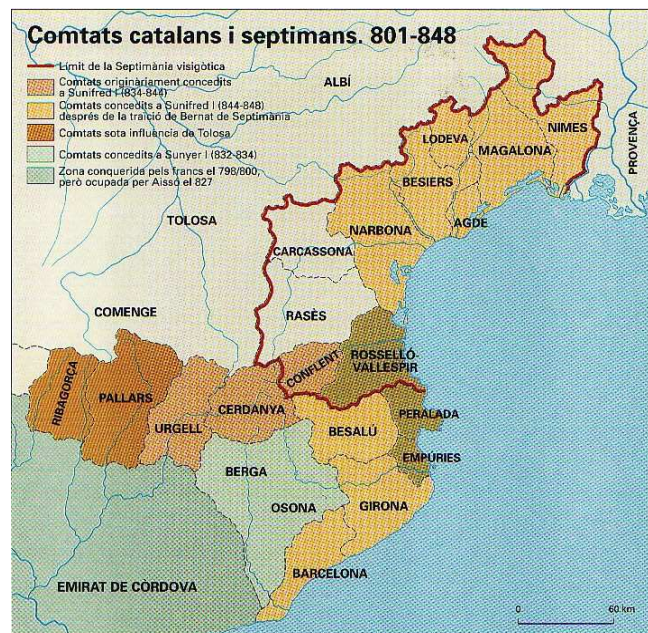 Comtats catalans i septimans. 801-848
Límit de la Septimània visigòtica
Comtats originàriament concedits
a Sunifred I (834-844)
Comtats concedits a Sunifred I (844-848)
després de la traïció de Bernat de Septimània
Comtats sota influència de Tolosa
Comtats concedits a Sunyer I (832-834)
Zona conquerida pels francs el 798/800,
però ocupada per Aissó el 827
ALBÍ
LODEVA
NIMES
MAGALONA
PROVENÇA
BESIERS
TOLOSA
AGDE
NARBONA
CARCASSONA
RASÈS
COMENGE
CONFLENT
ROSSELLÓ-
VALLESPIR
RIBAGORÇA
PALLARS
URGELL
CERDANYA
PERALADA
BESALÚ
EMPÚRIES
BERGA
OSONA
GIRONA
BARCELONA
EMIRAT DE CÒRDOVA
0
60 km